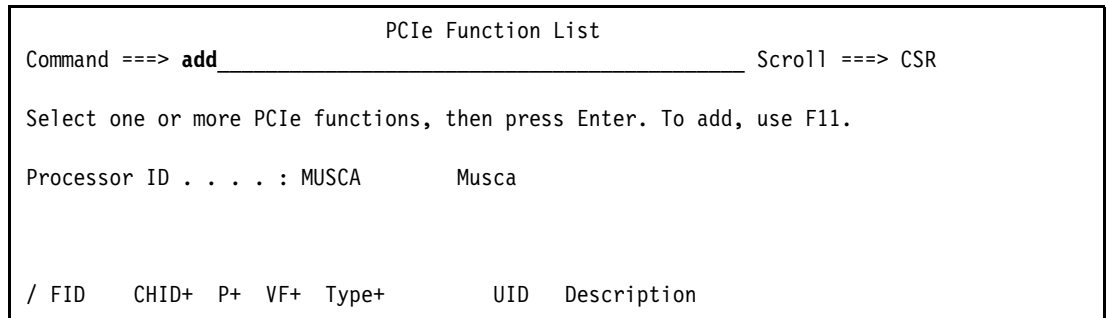 PCIe Function List
Command ===> add___________________________________________ Scroll ===> CSR
Select one or more PCIe functions, then press Enter. To add, use F11.
Processor ID . . . . : MUSCA Musca
/ FID CHID+ P+ VF+ Type+ UID Description